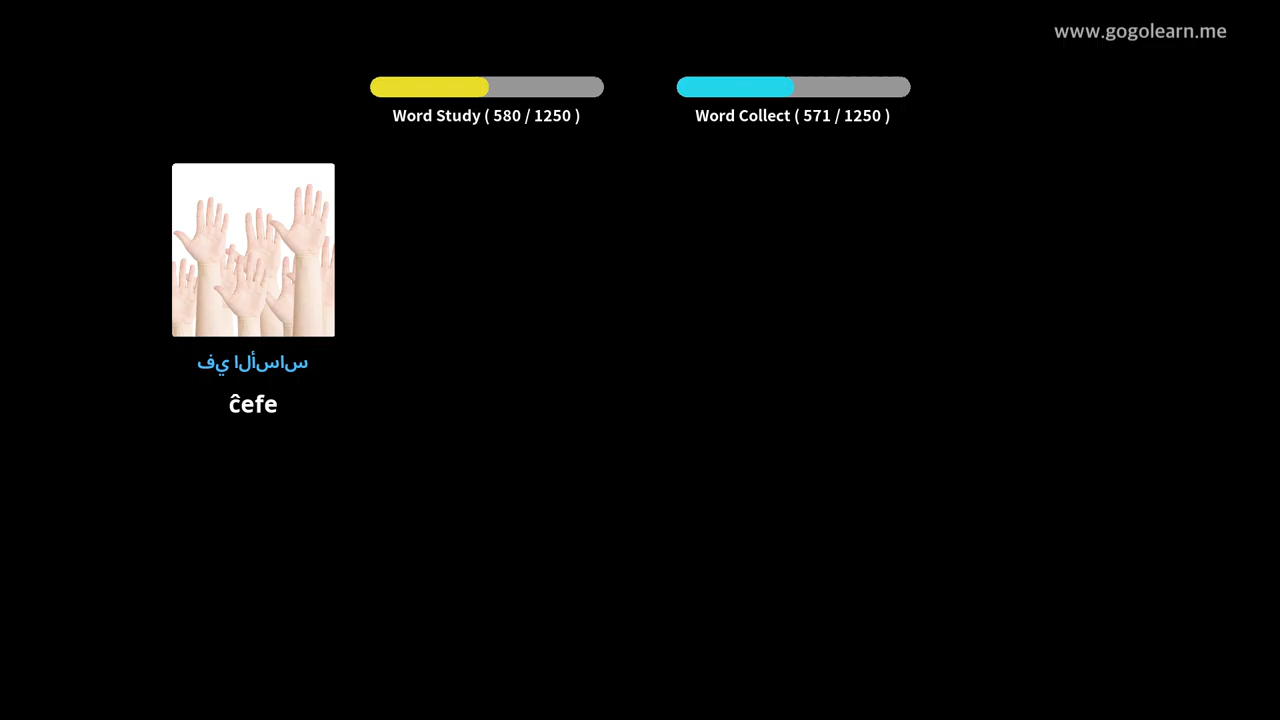 www.gogolearn.me
Word Study ( 580 / 1250 )
Word Collect ( 571 / 1250 )
في الأساس
ĉefe